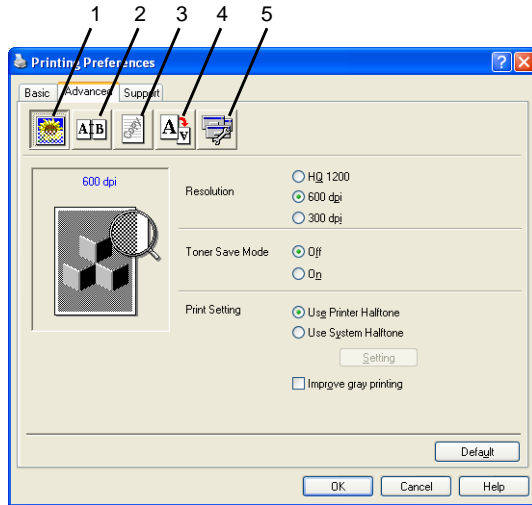 1 2 3 4 5
Printing Preferences
Basic Advanced Support
A B COPY A A
600 dpi
Resolution
HQ 1200
600 dpi
300 dpi
Toner Save Mode
Off
On
Print Setting
Use Printer Halftone
Use System Halftone
Setting
Improve gray printing
Default
OK Cancel Help